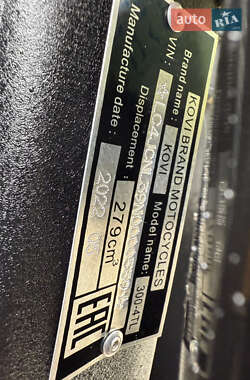 AUTO RIA
.com
KOVI BRAND MOTOCYCLES
Brand name: KOVI Model name: 300-4TL
VIN:
Displacement: 279cm³
Manufacture date: 2022
EAC